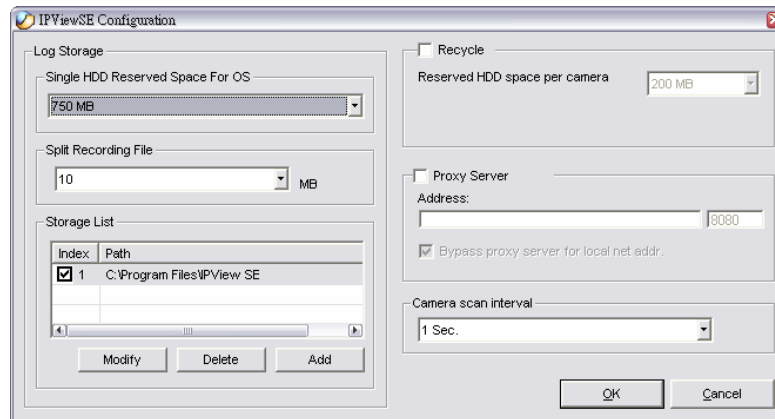 IPViewSE Configuration
Log Storage
Single HDD Reserved Space For OS
750 MB
Split Recording File
10
MB
Storage List
Index Path
1 C:\Program Files\IPView SE
Modify Delete Add
Recycle
Reserved HDD space per camera
200 MB
Proxy Server
Address:
8080
Bypass proxy server for local net addr.
Camera scan interval
1 Sec.
OK Cancel